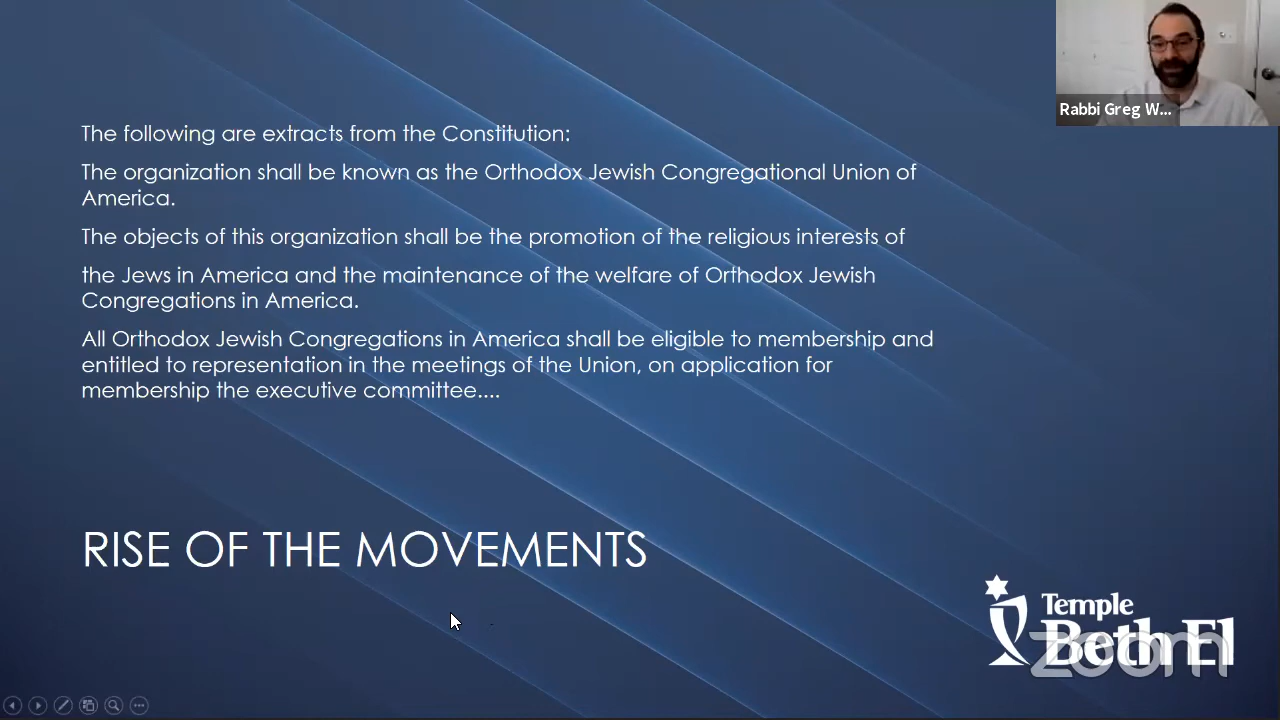 Rabbi Greg W...
The following are extracts from the Constitution:
The organization shall be known as the Orthodox Jewish Congregational Union of
America.
The objects of this organization shall be the promotion of the religious interests of
the Jews in America and the maintenance of the welfare of Orthodox Jewish
Congregations in America.
All Orthodox Jewish Congregations in America shall be eligible to membership and
entitled to representation in the meetings of the Union, on application for
membership the executive committee....
RISE OF THE MOVEMENTS
Temple
Beth El
zoom